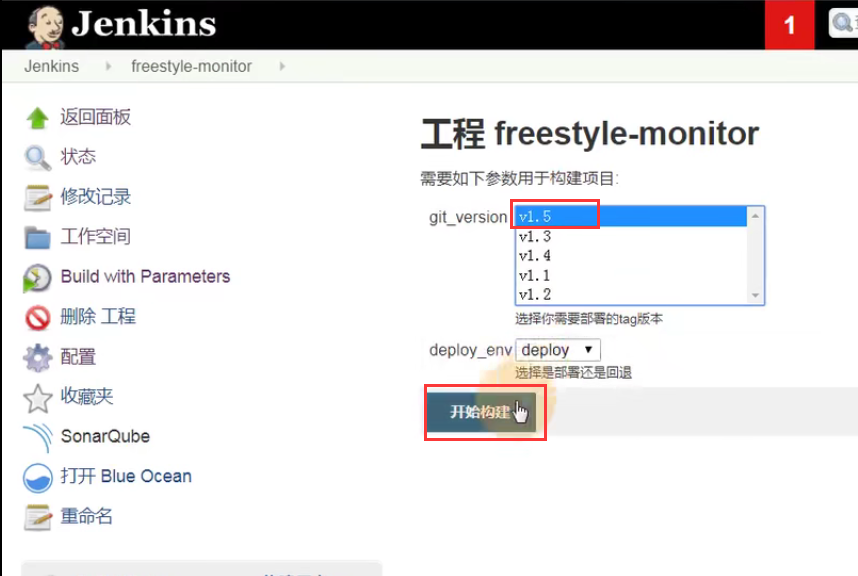 Jenkins
1
Jenkins
freestyle-monitor
返回面板
状态
修改记录
工作空间
Build with Parameters
删除 工程
配置
收藏夹
SonarQube
打开 Blue Ocean
重命名
工程 freestyle-monitor
需要如下参数用于构建项目:
git_version
v1.5
v1.3
v1.4
v1.1
v1.2
选择你需要部署的tag版本
deploy_env
deploy
选择是部署还是回退
开始构建